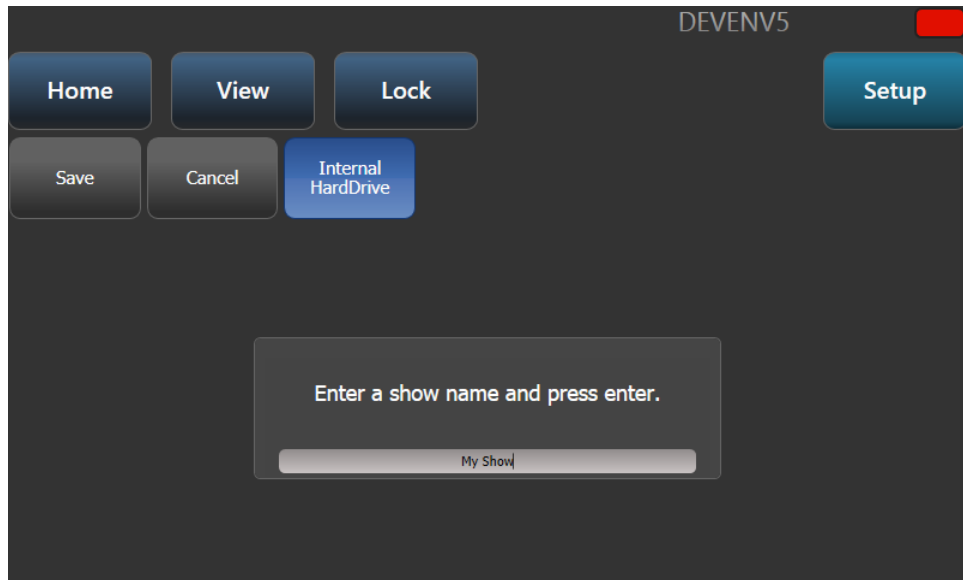 DEVENV5
Home View Lock Setup
Save Cancel Internal
HardDrive
Enter a show name and press enter.
My Show